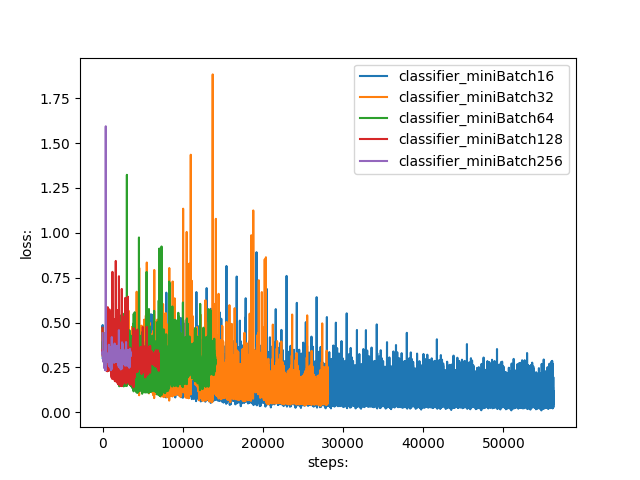 classifier_miniBatch16
classifier_miniBatch32
classifier_miniBatch64
classifier_miniBatch128
classifier_miniBatch256
1.75
1.50
1.25
1.00
0.75
0.50
0.25
0.00
loss:
0 10000 20000 30000 40000 50000
steps: